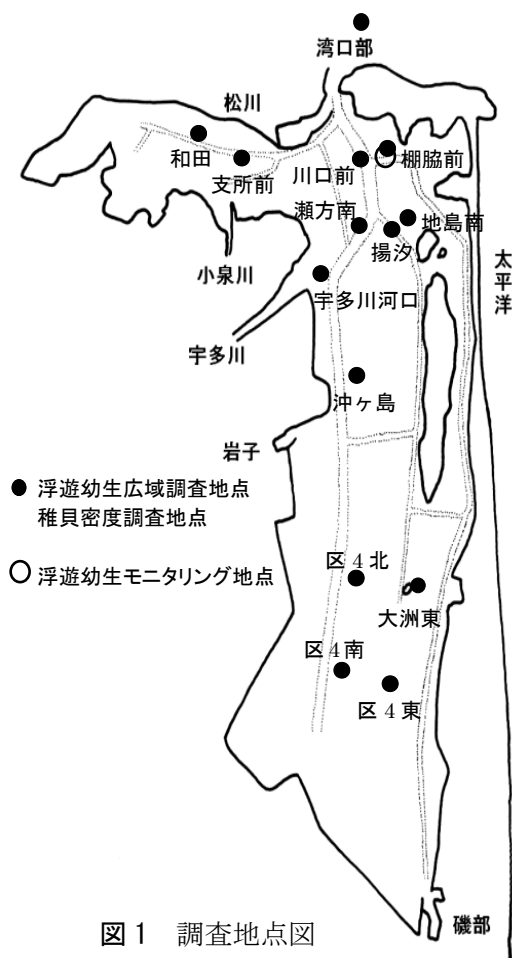 湾口部
松川
和田
支所前
川口前
棚脇前
瀬方南
地島南
揚汐
太平洋
小泉川
宇多川河口
宇多川
沖ヶ島
岩子
● 浮遊幼生広域調査地点
稚貝密度調査地点
○ 浮遊幼生モニタリング地点
区4北
大洲東
区4南
区4東
磯部
図1 調査地点図